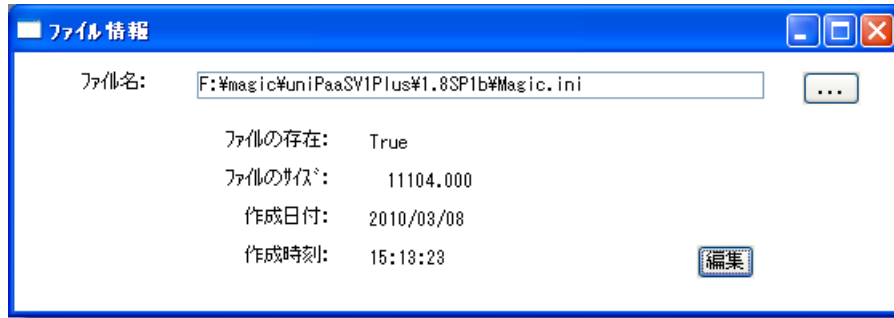 ファイル情報
ファイル名: F:¥magic¥uniPaaSV1Plus¥1.8SP1b¥Magic.ini ...
ファイルの存在: True
ファイルのサイズ: 11104.000
作成日付: 2010/03/08
作成時刻: 15:13:23 編集